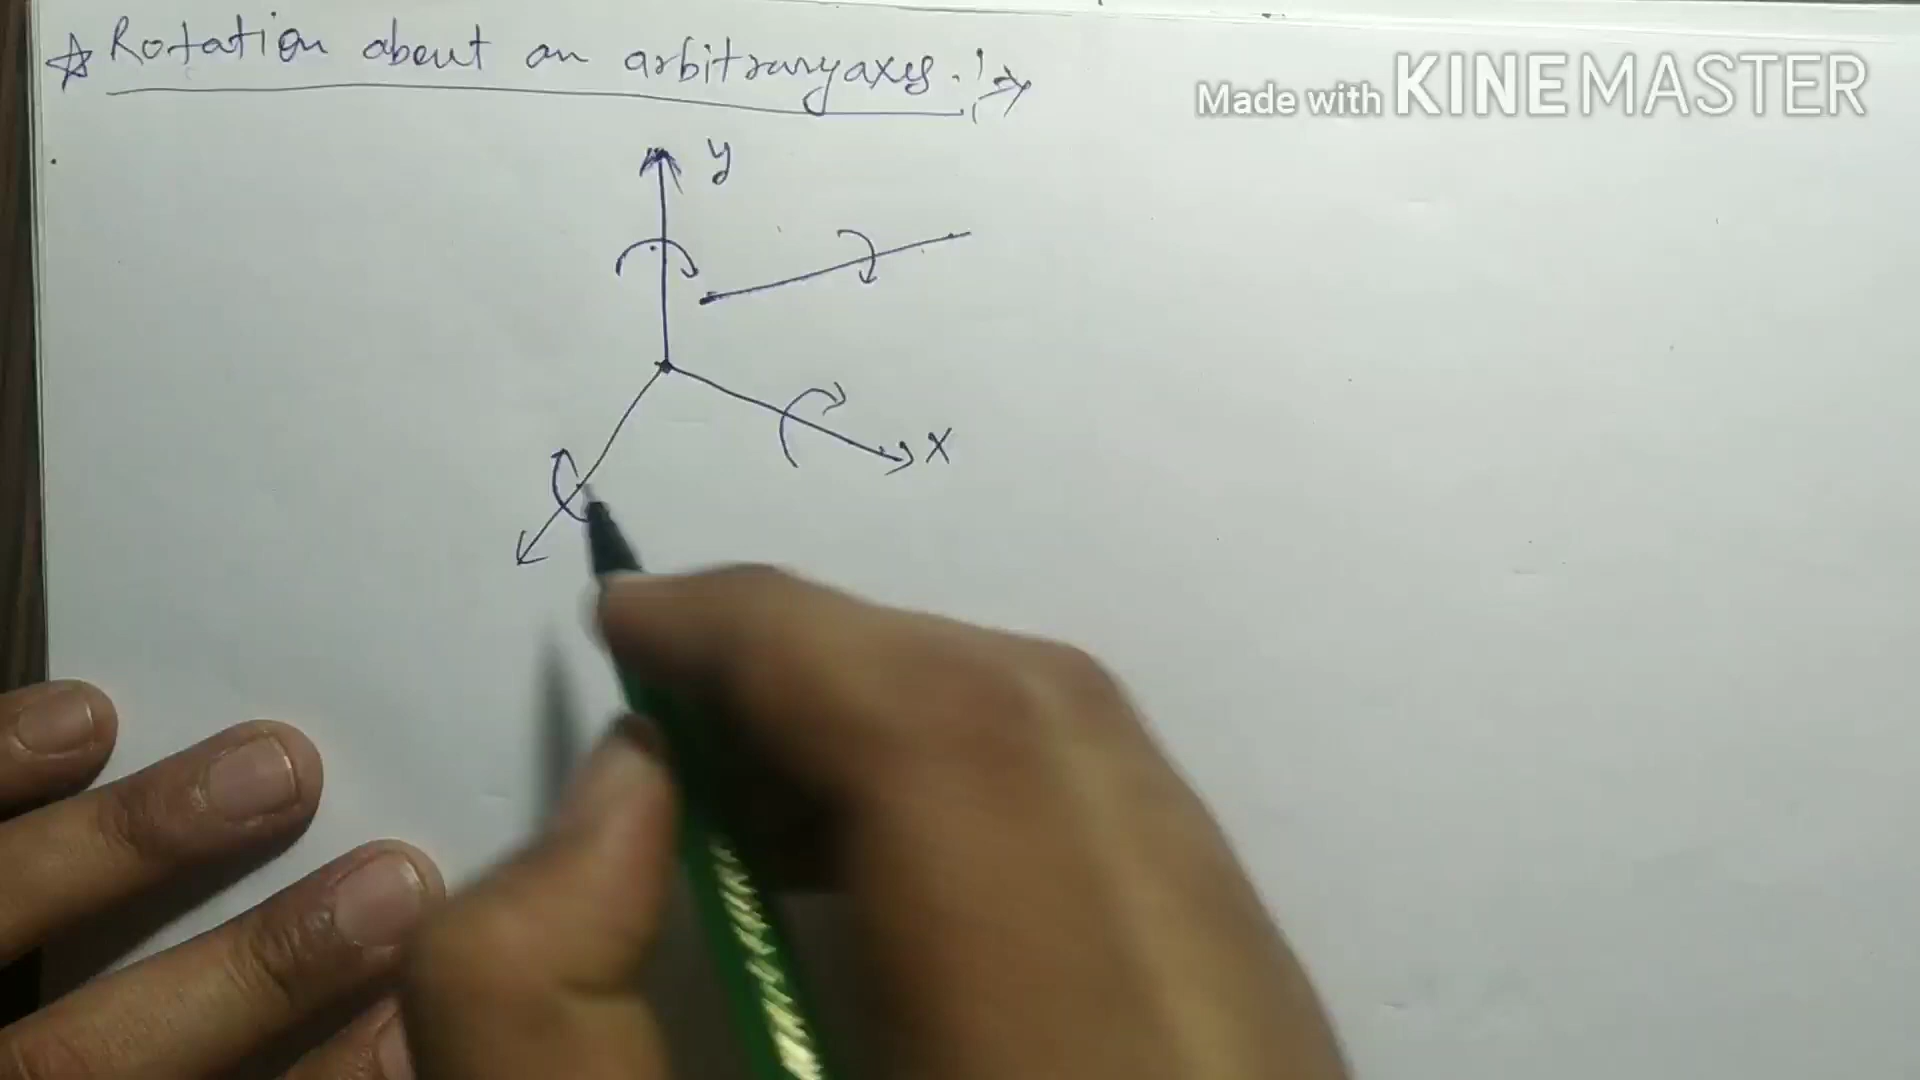 ☆ Rotation about an arbitrary axes :→
Made with KINEMASTER
y
X